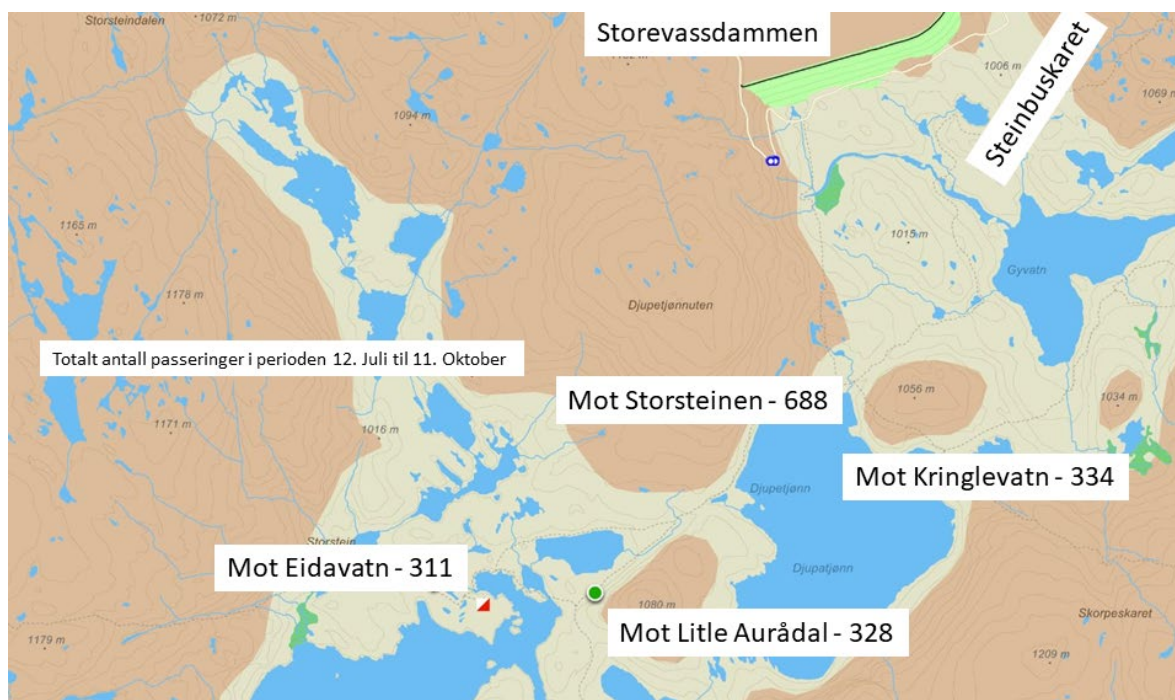 Storsteindalen
1072 m
Storevassdammen
1006 m
Steinbuskaret
1069 m
1094 m
1165 m
1015 m
Gyvatn
1178 m
Djupetjønnuten
Totalt antall passeringer i perioden 12. Juli til 11. Oktober
Mot Storsteinen - 688
1056 m
1034 m
1171 m
1016 m
Mot Kringlevatn - 334
Djupetjønn
Storstein
Mot Eidavatn - 311
Djupatjønn
1080 m
Skorpeskaret
Mot Litle Aurådal - 328
1179 m
1209 m